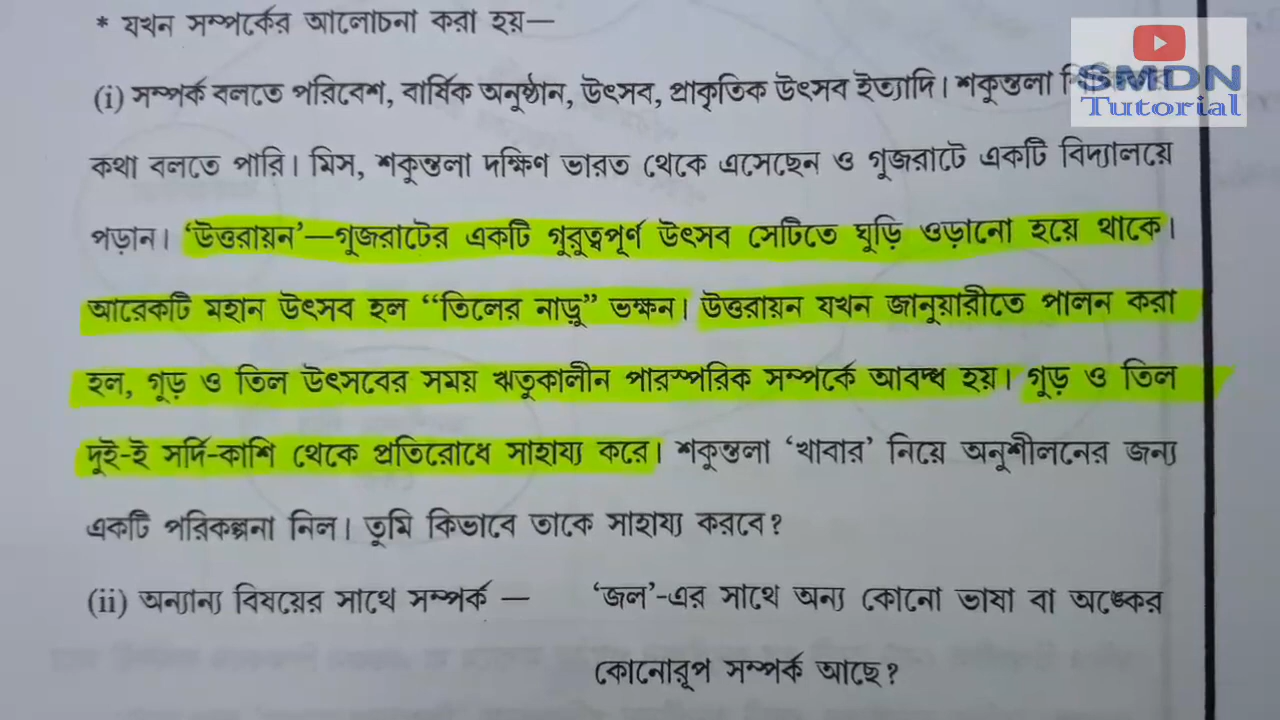 * যখন সম্পর্কের আলোচনা করা হয়—
(i) সম্পর্ক বলতে পরিবেশ, বার্ষিক অনুষ্ঠান, উৎসব, প্রাকৃতিক উৎসব ইত্যাদি। শকুন্তলা
কথা বলতে পারি। মিস, শকুন্তলা দক্ষিণ ভারত থেকে এসেছেন ও গুজরাটে একটি বিদ্যালয়ে
পড়ান। ‘উত্তরায়ন’—গুজরাটের একটি গুরুত্বপূর্ণ উৎসব সেটিতে ঘুড়ি ওড়ানো হয়ে থাকে।
আরেকটি মহান উৎসব হল “তিলের নাড়ু” ভক্ষন। উত্তরায়ন যখন জানুয়ারীতে পালন করা
হল, গুড় ও তিল উৎসবের সময় ঋতুকালীন পারস্পরিক সম্পর্কে আবদ্ধ হয়। গুড় ও তিল
দুই-ই সর্দি-কাশি থেকে প্রতিরোধে সাহায্য করে। শকুন্তলা ‘খাবার’ নিয়ে অনুশীলনের জন্য
একটি পরিকল্পনা নিল। তুমি কিভাবে তাকে সাহায্য করবে?
(ii) অন্যান্য বিষয়ের সাথে সম্পর্ক — ‘জল’-এর সাথে অন্য কোনো ভাষা বা অঙ্কের
কোনোরূপ সম্পর্ক আছে?
SMDN
Tutorial